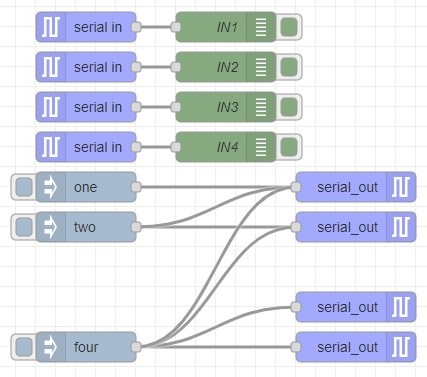 serial in IN1
serial in IN2
serial in IN3
serial in IN4
one serial_out
two serial_out
serial_out
four serial_out